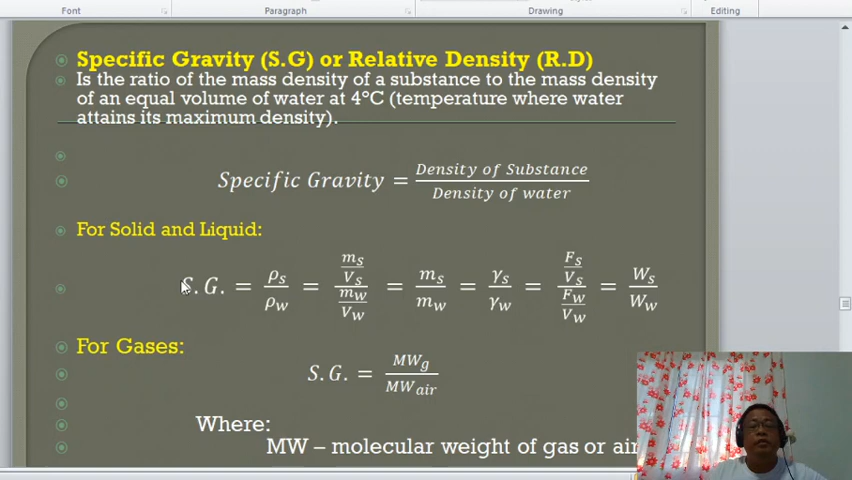 Font
Paragraph
Drawing
Editing
Specific Gravity (S.G) or Relative Density (R.D)
Is the ratio of the mass density of a substance to the mass density
of an equal volume of water at 4°C (temperature where water
attains its maximum density).
Specific Gravity = Density of Substance / Density of water
For Solid and Liquid:
S.G. = ρs/ρw = (ms/Vs)/(mw/Vw) = ms/mw = γs/γw = (Fs/Vs)/(Fw/Vw) = Ws/Ww
For Gases:
S.G. = MWg/MWair
Where:
MW – molecular weight of gas or air